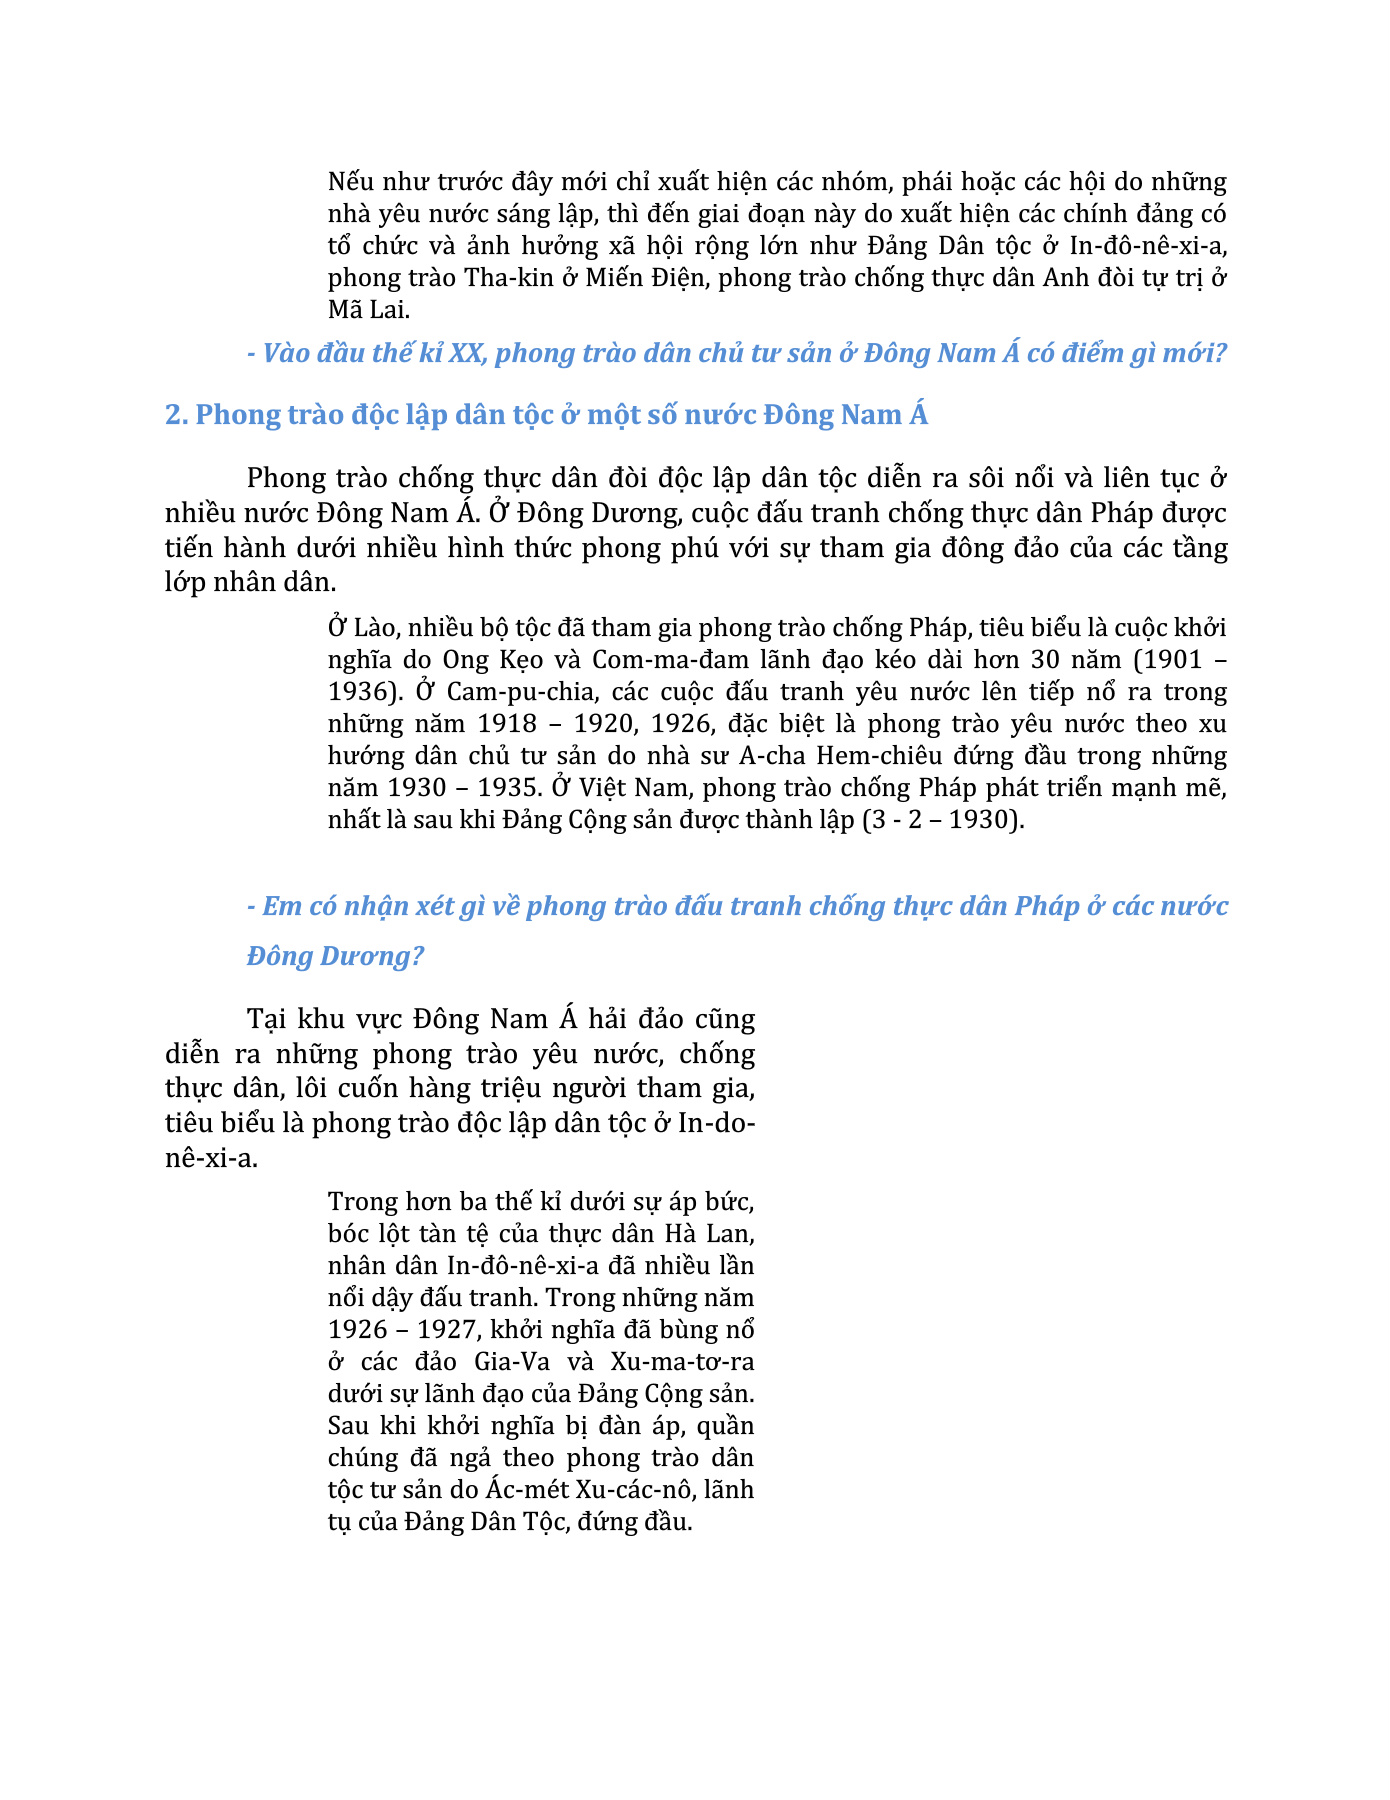 Nếu như trước đây mới chỉ xuất hiện các nhóm, phái hoặc các hội do những
nhà yêu nước sáng lập, thì đến giai đoạn này do xuất hiện các chính đảng có
tổ chức và ảnh hưởng xã hội rộng lớn như Đảng Dân tộc ở In-đô-nê-xi-a,
phong trào Tha-kin ở Miến Điện, phong trào chống thực dân Anh đòi tự trị ở
Mã Lai.
- Vào đầu thế kỉ XX, phong trào dân chủ tư sản ở Đông Nam Á có điểm gì mới?
2. Phong trào độc lập dân tộc ở một số nước Đông Nam Á
Phong trào chống thực dân đòi độc lập dân tộc diễn ra sôi nổi và liên tục ở
nhiều nước Đông Nam Á. Ở Đông Dương, cuộc đấu tranh chống thực dân Pháp được
tiến hành dưới nhiều hình thức phong phú với sự tham gia đông đảo của các tầng
lớp nhân dân.
Ở Lào, nhiều bộ tộc đã tham gia phong trào chống Pháp, tiêu biểu là cuộc khởi
nghĩa do Ong Kẹo và Com-ma-đam lãnh đạo kéo dài hơn 30 năm (1901 –
1936). Ở Cam-pu-chia, các cuộc đấu tranh yêu nước lên tiếp nổ ra trong
những năm 1918 – 1920, 1926, đặc biệt là phong trào yêu nước theo xu
hướng dân chủ tư sản do nhà sư A-cha Hem-chiêu đứng đầu trong những
năm 1930 – 1935. Ở Việt Nam, phong trào chống Pháp phát triển mạnh mẽ,
nhất là sau khi Đảng Cộng sản được thành lập (3 - 2 – 1930).
- Em có nhận xét gì về phong trào đấu tranh chống thực dân Pháp ở các nước
Đông Dương?
Tại khu vực Đông Nam Á hải đảo cũng
diễn ra những phong trào yêu nước, chống
thực dân, lôi cuốn hàng triệu người tham gia,
tiêu biểu là phong trào độc lập dân tộc ở In-do-
nê-xi-a.
Trong hơn ba thế kỉ dưới sự áp bức,
bóc lột tàn tệ của thực dân Hà Lan,
nhân dân In-đô-nê-xi-a đã nhiều lần
nổi dậy đấu tranh. Trong những năm
1926 – 1927, khởi nghĩa đã bùng nổ
ở các đảo Gia-Va và Xu-ma-tơ-ra
dưới sự lãnh đạo của Đảng Cộng sản.
Sau khi khởi nghĩa bị đàn áp, quần
chúng đã ngả theo phong trào dân
tộc tư sản do Ác-mét Xu-các-nô, lãnh
tụ của Đảng Dân Tộc, đứng đầu.